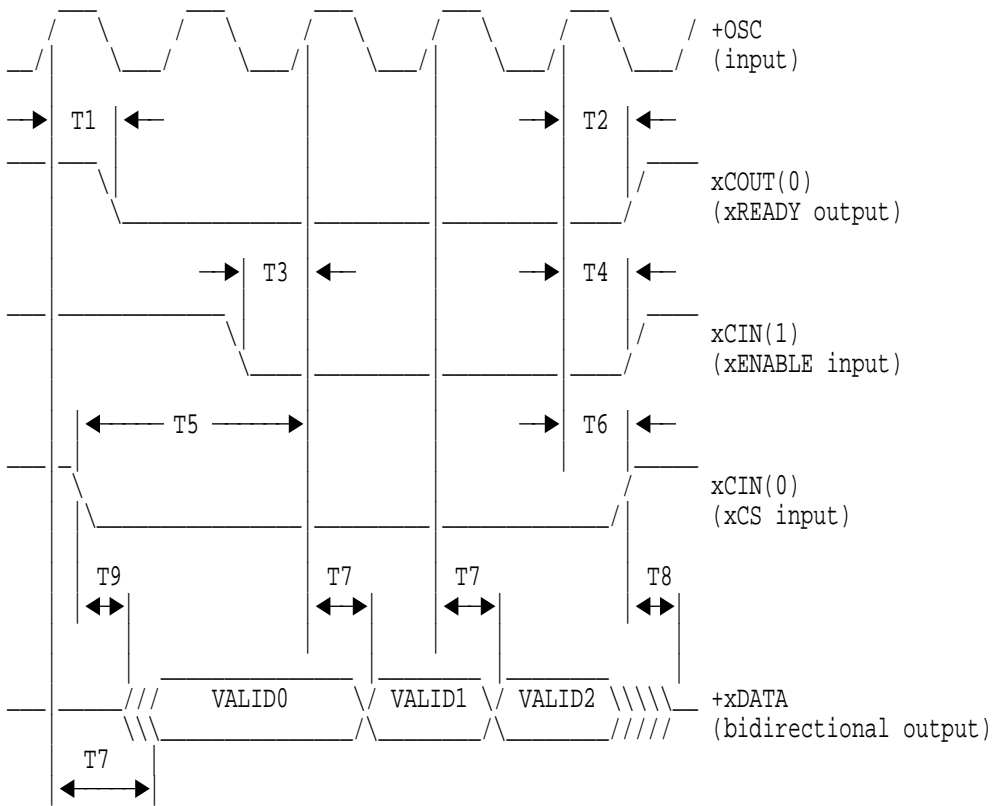 +OSC
(input)
T1 T2
xCOUT(0)
(xREADY output)
T3 T4
xCIN(1)
(xENABLE input)
T5 T6
xCIN(0)
(xCS input)
T9 T7 T7 T8
VALID0 VALID1 VALID2 +xDATA
(bidirectional output)
T7